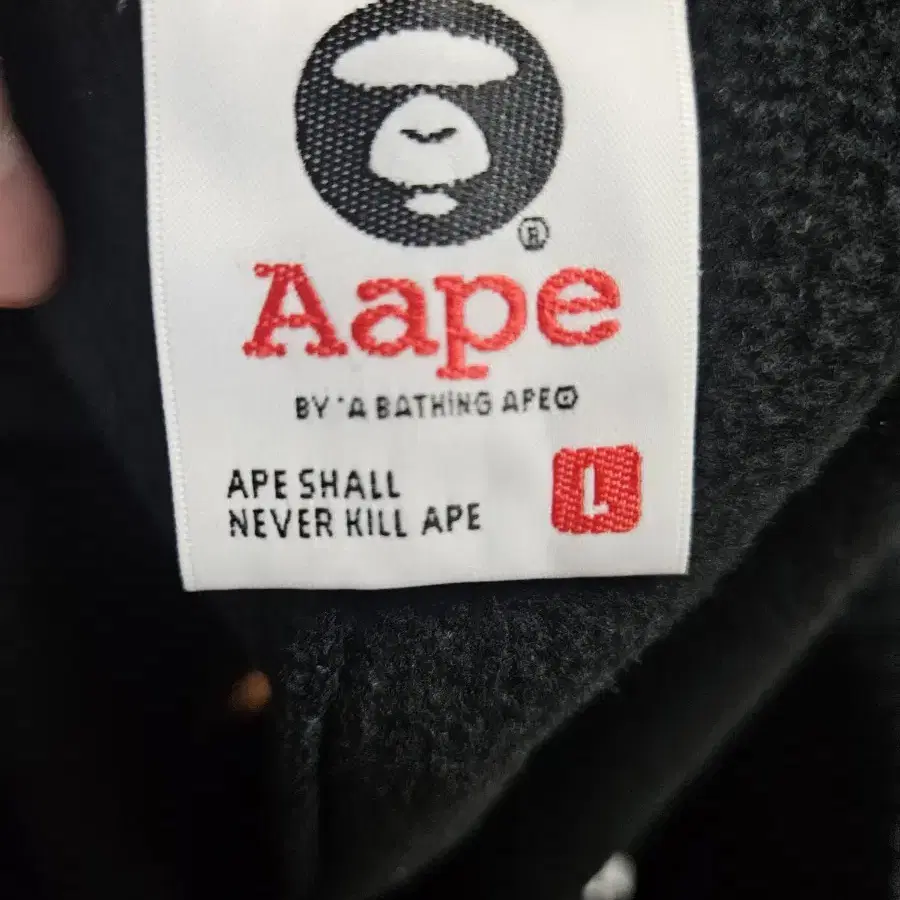 ®
Aape
BY *A BATHING APE®
APE SHALL
NEVER KILL APE
L